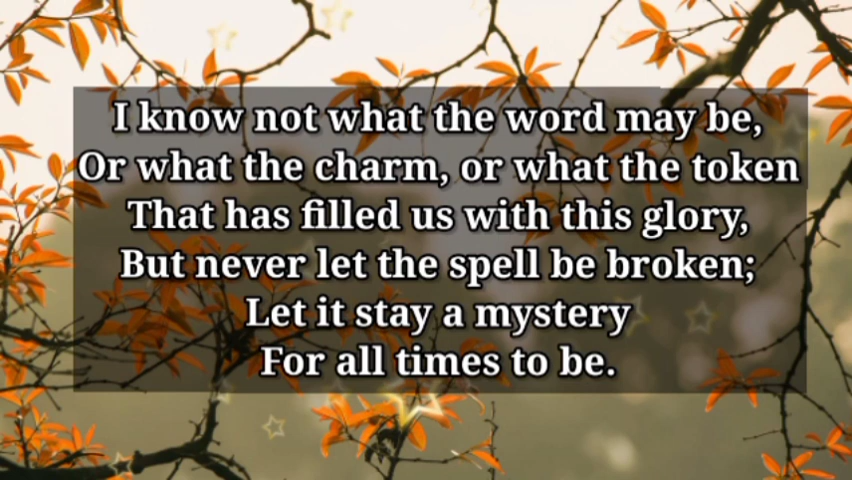 I know not what the word may be,
Or what the charm, or what the token
That has filled us with this glory,
But never let the spell be broken;
Let it stay a mystery
For all times to be.